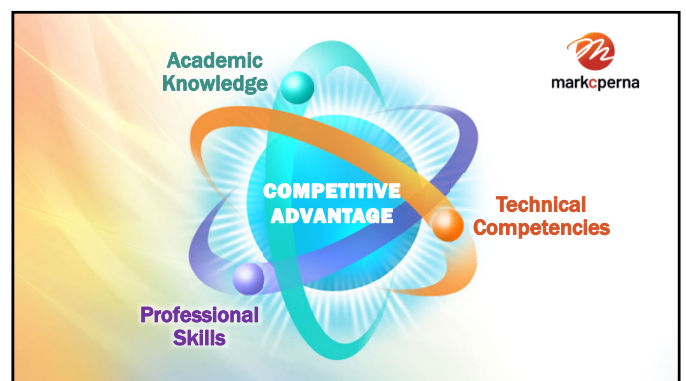 Academic
Knowledge
markcperna
COMPETITIVE
ADVANTAGE
Technical
Competencies
Professional
Skills